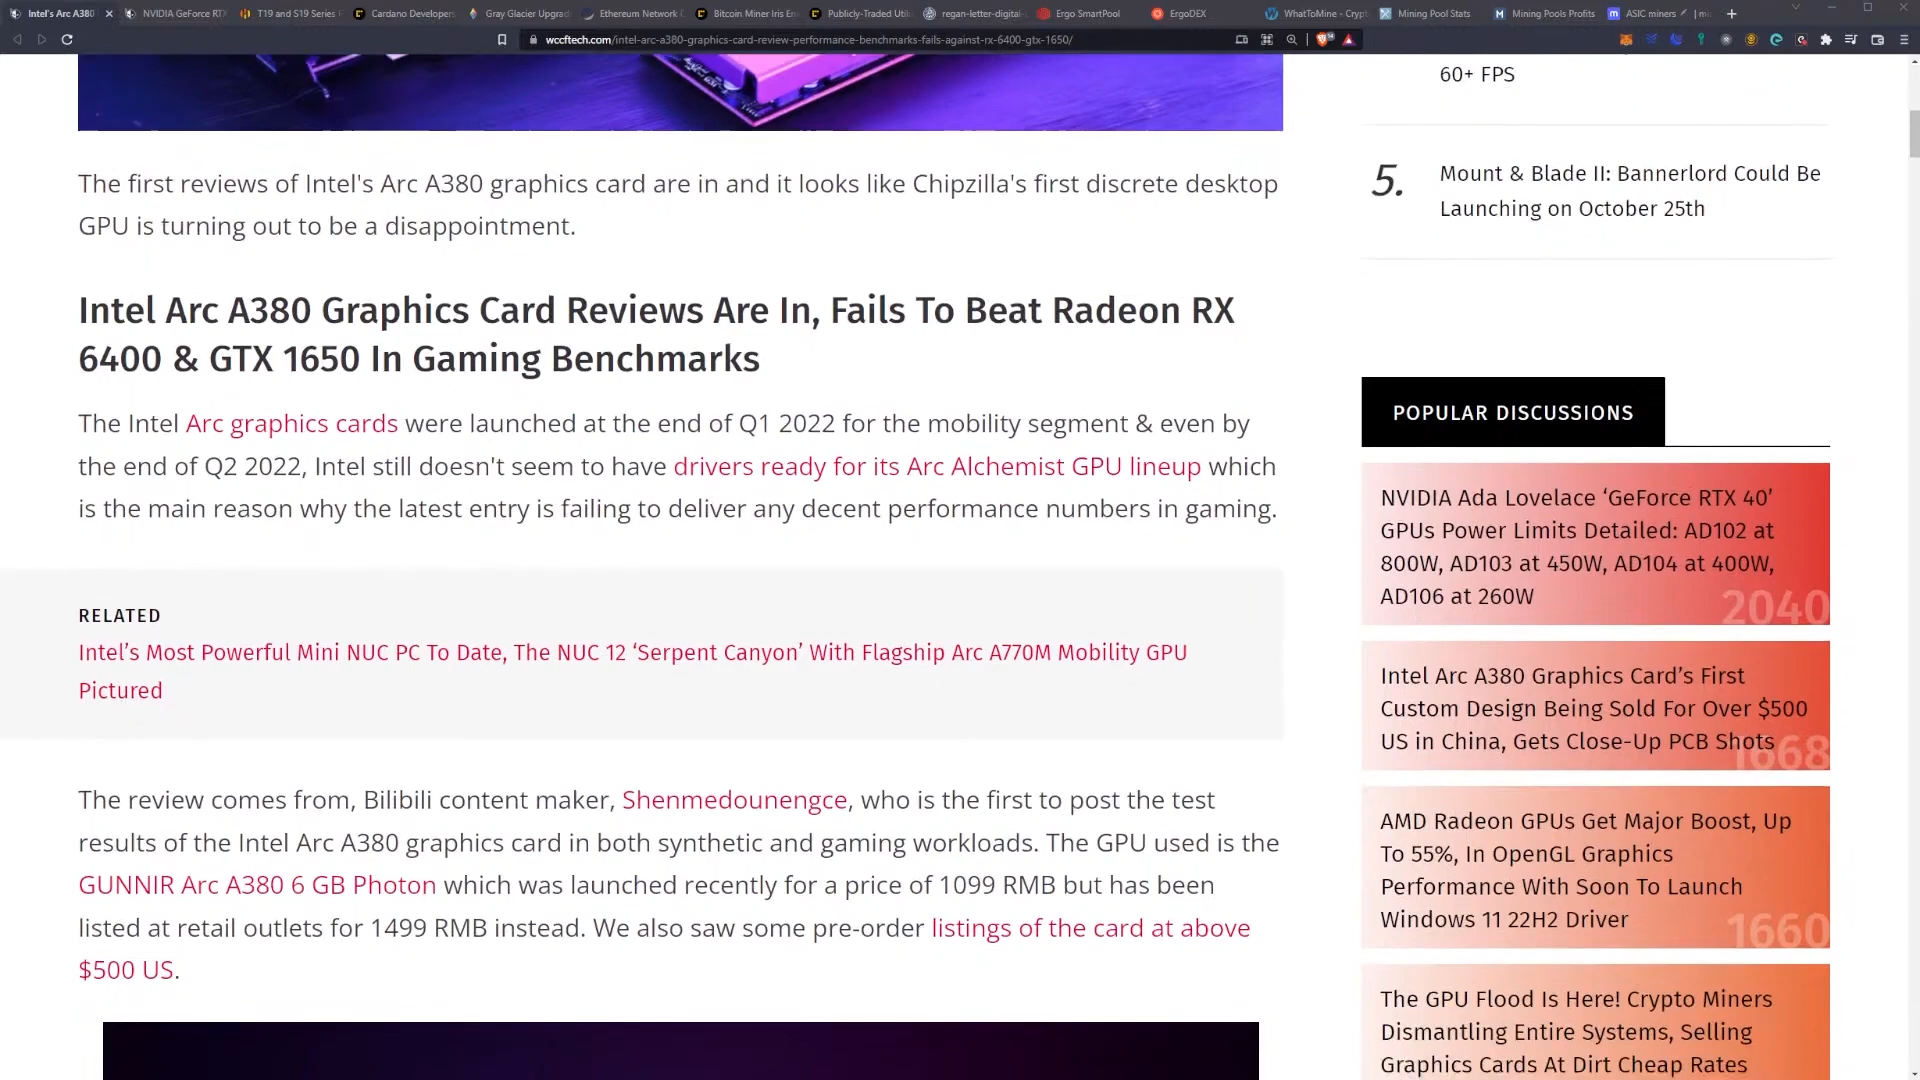 Intel's Arc A380
NVIDIA GeForce RTX
T19 and S19 Series F
Cardano Developers
Gray Glacier Upgrad
Ethereum Network D
Bitcoin Miner Iris En
Publicly-Traded Util
regan-letter-digital-
Ergo SmartPool
ErgoDEX
WhatToMine - Crypt
Mining Pool Stats
Mining Pools Profits
ASIC miners
wccftech.com/intel-arc-a380-graphics-card-review-performance-benchmarks-fails-against-rx-6400-gtx-1650/
The first reviews of Intel's Arc A380 graphics card are in and it looks like Chipzilla's first discrete desktop
GPU is turning out to be a disappointment.
Intel Arc A380 Graphics Card Reviews Are In, Fails To Beat Radeon RX
6400 & GTX 1650 In Gaming Benchmarks
The Intel Arc graphics cards were launched at the end of Q1 2022 for the mobility segment & even by
the end of Q2 2022, Intel still doesn't seem to have drivers ready for its Arc Alchemist GPU lineup which
is the main reason why the latest entry is failing to deliver any decent performance numbers in gaming.
RELATED
Intel’s Most Powerful Mini NUC PC To Date, The NUC 12 ‘Serpent Canyon’ With Flagship Arc A770M Mobility GPU
Pictured
The review comes from, Bilibili content maker, Shenmedounengce, who is the first to post the test
results of the Intel Arc A380 graphics card in both synthetic and gaming workloads. The GPU used is the
GUNNIR Arc A380 6 GB Photon which was launched recently for a price of 1099 RMB but has been
listed at retail outlets for 1499 RMB instead. We also saw some pre-order listings of the card at above
$500 US.
60+ FPS
5.
Mount & Blade II: Bannerlord Could Be
Launching on October 25th
POPULAR DISCUSSIONS
NVIDIA Ada Lovelace ‘GeForce RTX 40’
GPUs Power Limits Detailed: AD102 at
800W, AD103 at 450W, AD104 at 400W,
AD106 at 260W
2040
Intel Arc A380 Graphics Card’s First
Custom Design Being Sold For Over $500
US in China, Gets Close-Up PCB Shots
1668
AMD Radeon GPUs Get Major Boost, Up
To 55%, In OpenGL Graphics
Performance With Soon To Launch
Windows 11 22H2 Driver
1660
The GPU Flood Is Here! Crypto Miners
Dismantling Entire Systems, Selling
Graphics Cards At Dirt Cheap Rates